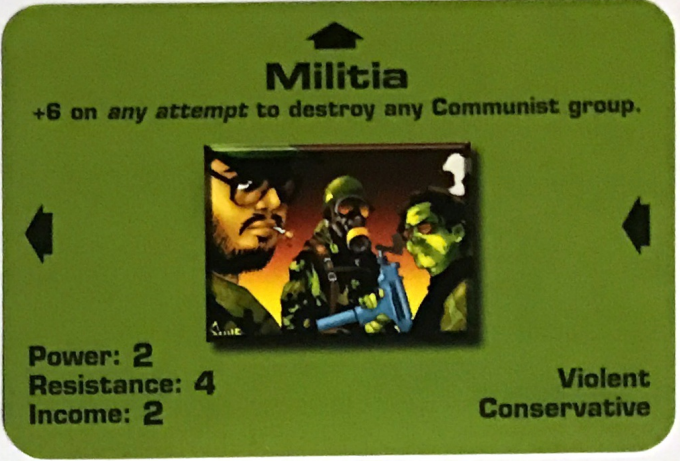 Militia
+6 on any attempt to destroy any Communist group.
Power: 2
Resistance: 4
Income: 2
Violent
Conservative